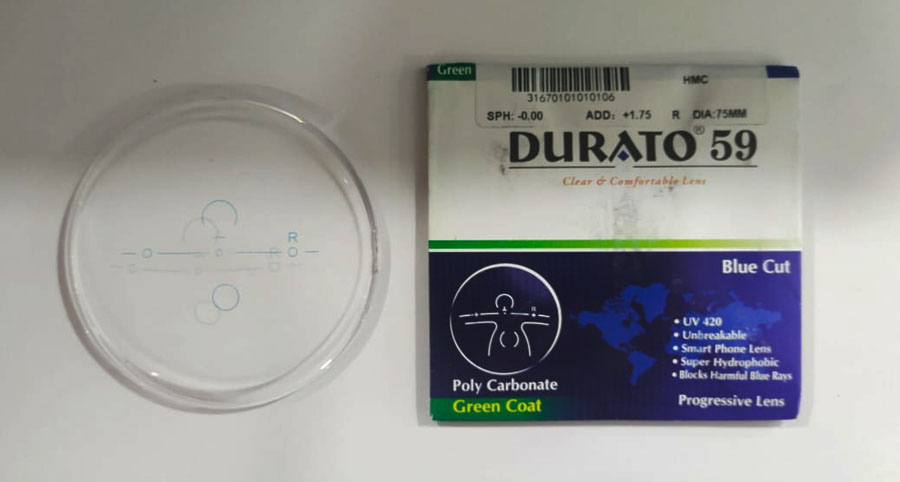 R
Green
HMC
31670101010106
SPH: -0.00 ADD: +1.75 R DIA:75MM
DURATO® 59
Clear & Comfortable Lens
Blue Cut
R
• UV 420
• Unbreakable
• Smart Phone Lens
• Super Hydrophobic
• Blocks Harmful Blue Rays
Poly Carbonate
Green Coat
Progressive Lens